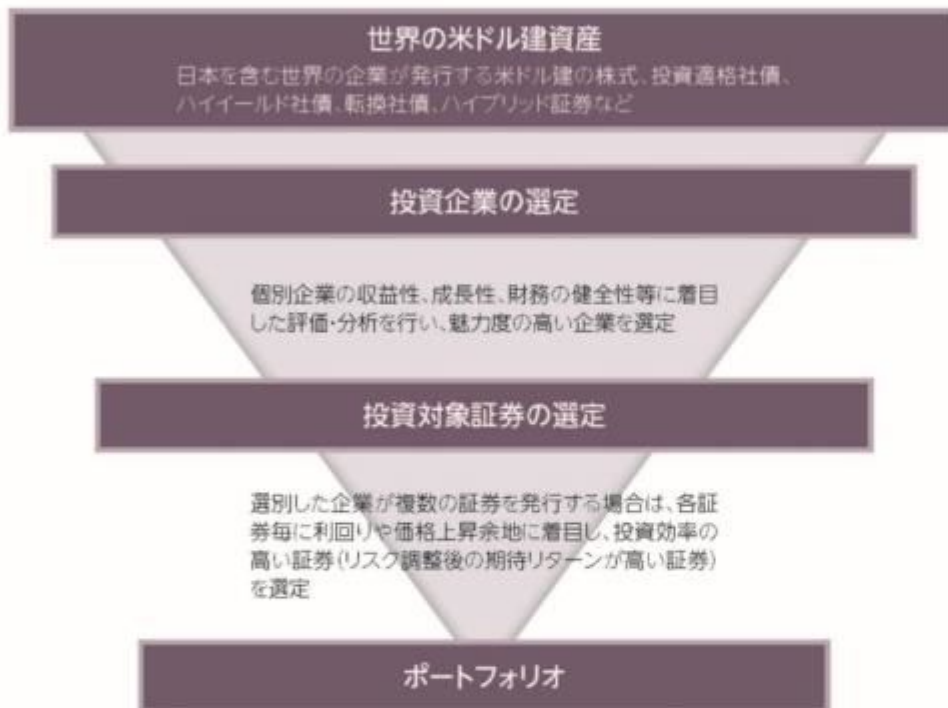 世界の米ドル建資産
日本を含む世界の企業が発行する米ドル建の株式、投資適格社債、
ハイイールド社債、転換社債、ハイブリッド証券など
投資企業の選定
個別企業の収益性、成長性、財務の健全性等に着目
した評価・分析を行い、魅力度の高い企業を選定
投資対象証券の選定
選別した企業が複数の証券を発行する場合は、各証
券毎に利回りや価格上昇余地に着目し、投資効率の
高い証券(リスク調整後の期待リターンが高い証券)
を選定
ポートフォリオ